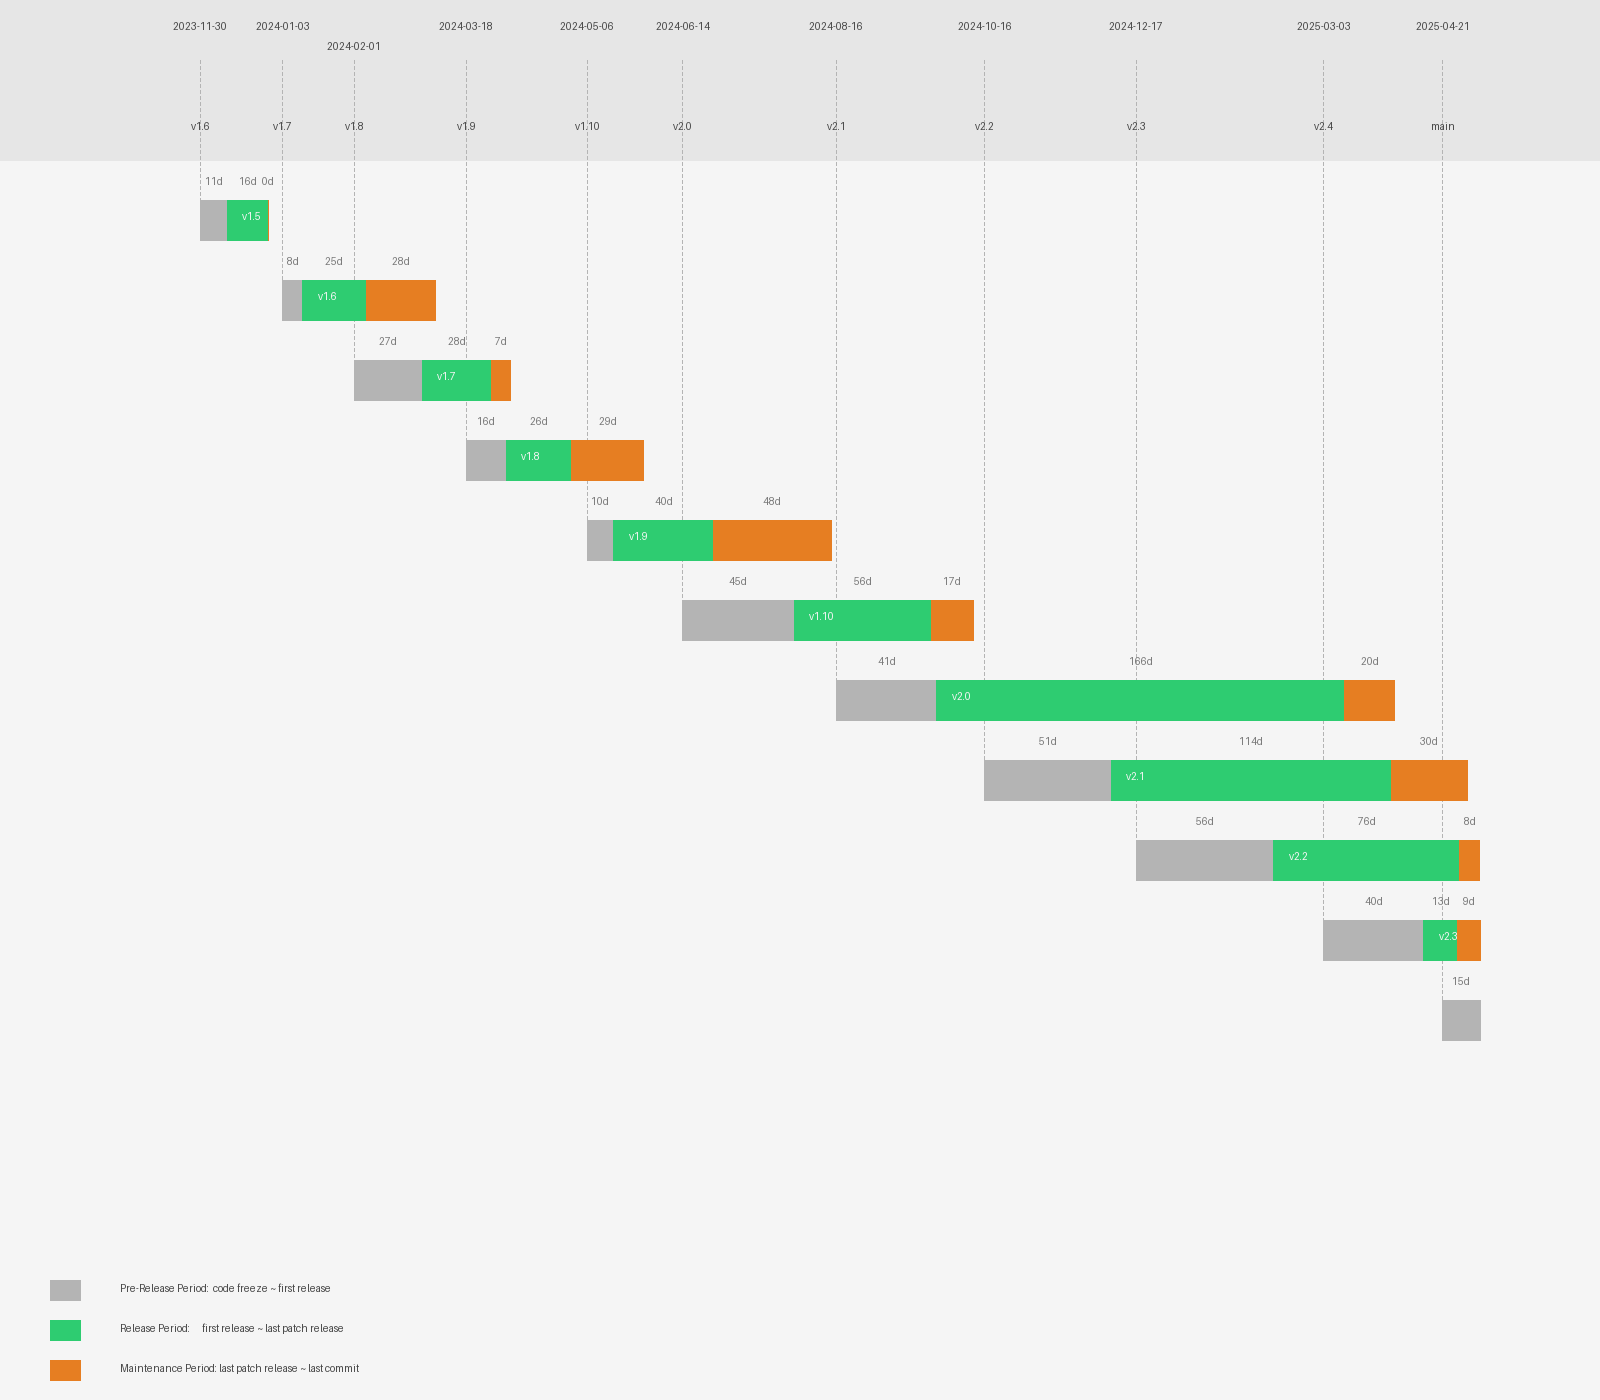 2023-11-30 2024-01-03 2024-03-18 2024-05-06 2024-06-14 2024-08-16 2024-10-16 2024-12-17 2025-03-03 2025-04-21
2024-02-01
v1.6 v1.7 v1.8 v1.9 v1.10 v2.0 v2.1 v2.2 v2.3 v2.4 main
11d 16d 0d
v1.5
8d 25d 28d
v1.6
27d 28d 7d
v1.7
16d 26d 29d
v1.8
10d 40d 48d
v1.9
45d 56d 17d
v1.10
41d 166d 20d
v2.0
51d 114d 30d
v2.1
56d 76d 8d
v2.2
40d 13d 9d
v2.3
15d
Pre-Release Period: code freeze ~ first release
Release Period: first release ~ last patch release
Maintenance Period: last patch release ~ last commit